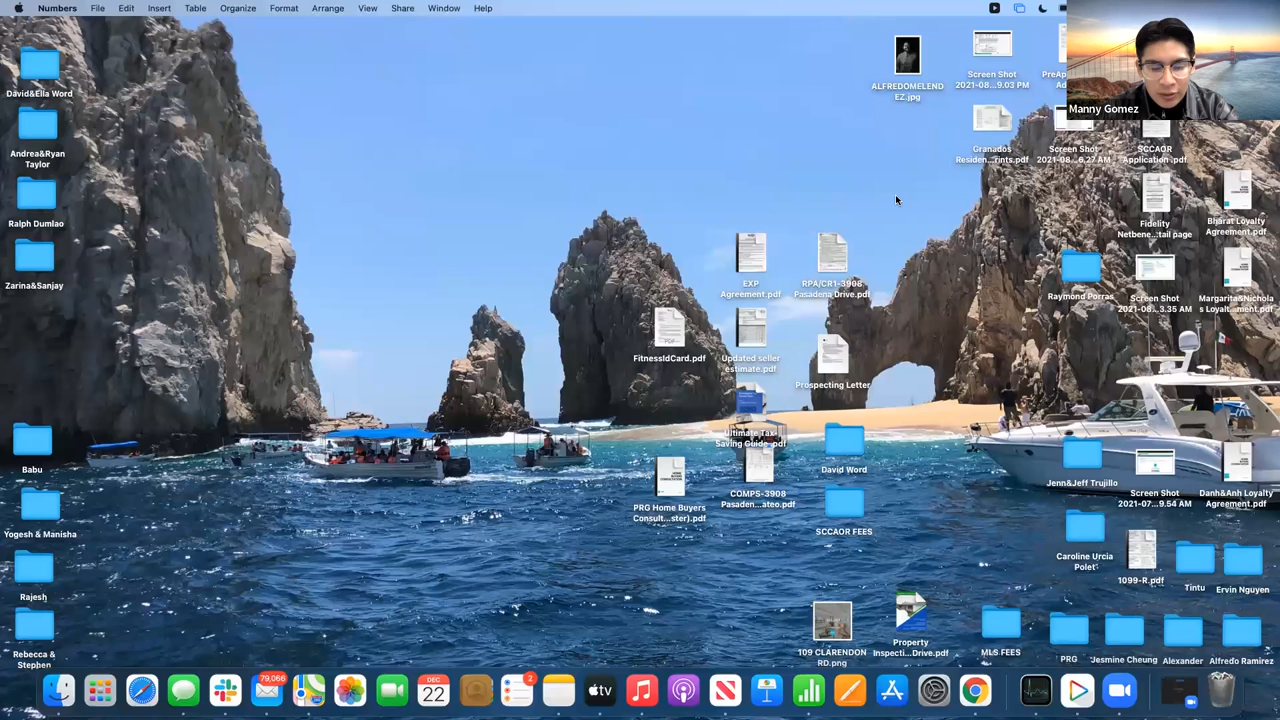 Numbers File Edit Insert Table Organize Format Arrange View Share Window Help
Manny Gomez
David&Ella Word
Andrea&Ryan
Taylor
Ralph Dumlao
Zarina&Sanjay
Babu
Yogesh & Manisha
Rajesh
Rebecca &
Stephen
ALFREDOMELEND
EZ.jpg
Screen Shot
2021-08...9.03 PM
Granados
Residen...rints.pdf
Screen Shot
2021-08...6.27 AM
SCCAOR
Application .pdf
Fidelity
Netbene...tail page
Bharat Loyalty
Agreement.pdf
EXP
Agreement.pdf
RPA/CR1-3908
Pasadena Drive.pdf
Raymond Porras
Screen Shot
2021-08...3.35 AM
Margarita&Nichola
s Loyalt...ment.pdf
FitnessIdCard.pdf
Updated seller
estimate.pdf
Prospecting Letter
Ultimate Tax-
Saving Guide .pdf
David Word
PRG Home Buyers
Consult...ster).pdf
COMPS-3908
Pasaden...ateo.pdf
SCCAOR FEES
Jenn&Jeff Trujillo
Screen Shot
2021-07...9.54 AM
Danh&Anh Loyalty
Agreement.pdf
Caroline Urcia
Polet'
1099-R.pdf
Tintu
Ervin Nguyen
109 CLARENDON
RD.png
Property
Inspecti...Drive.pdf
MLS FEES
PRG
Jesmine Cheung
Alexander
Alfredo Ramirez
79,066
DEC
22
2
tv